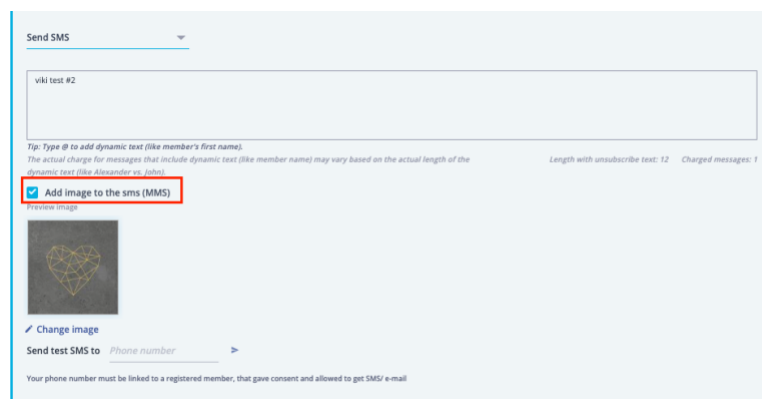 Send SMS
viki test #2
Tip: Type @ to add dynamic text (like member's first name).
The actual charge for messages that include dynamic text (like member name) may vary based on the actual length of the
dynamic text (like Alexander vs. John).
Length with unsubscribe text: 12 Charged messages: 1
Add image to the sms (MMS)
Preview image
Change image
Send test SMS to Phone number
Your phone number must be linked to a registered member, that gave consent and allowed to get SMS/ e-mail